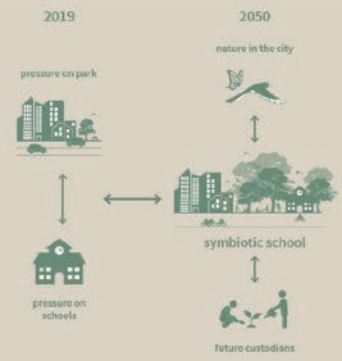 2019
2050
nature in the city
pressure on park
symbiotic school
pressure on
schools
future custodians